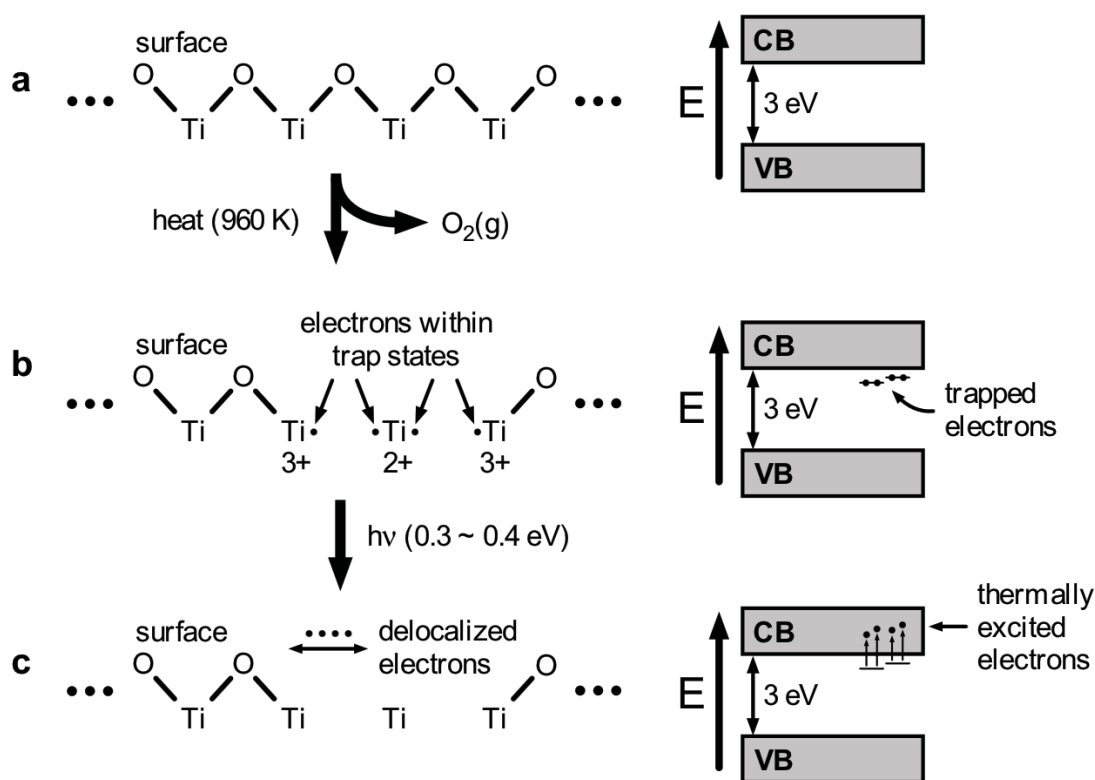 a
surface
O O O O O
••• •••
Ti Ti Ti Ti
E
CB
3 eV
VB
heat (960 K)
O₂(g)
b
electrons within
trap states
surface
O O O
••• •••
Ti Ti• •Ti• •Ti
3+ 2+ 3+
E
CB
3 eV
VB
trapped
electrons
hν (0.3 ~ 0.4 eV)
c
surface
•••• delocalized
electrons
O O O
••• •••
Ti Ti Ti Ti
E
CB
3 eV
VB
thermally
excited
electrons